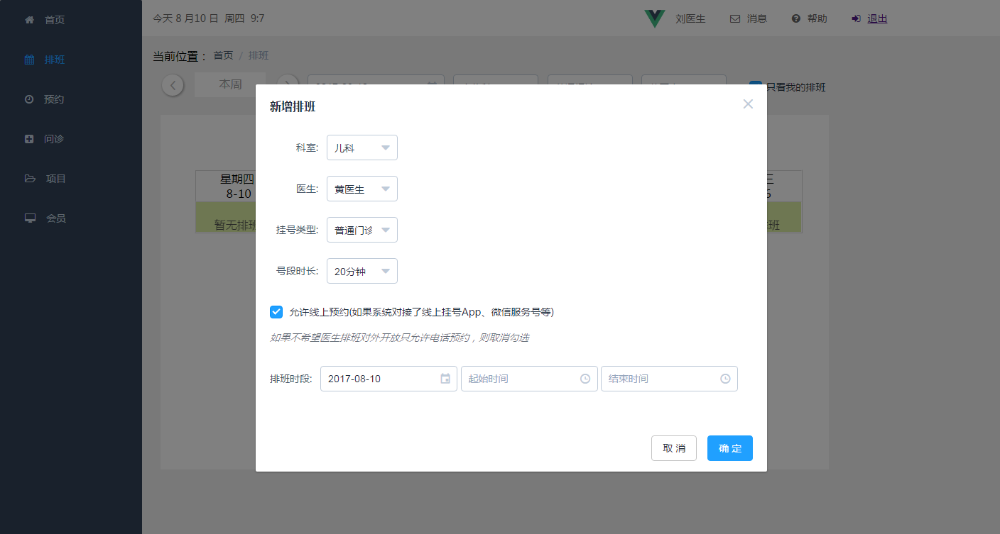 首页
排班
预约
问诊
项目
会员
今天 8 月10 日 周四 9:7
刘医生
消息
帮助
退出
当前位置： 首页 / 排班
本周
只看我的排班
星期四
8-10
暂无排班
三
新增排班
科室: 儿科
医生: 黄医生
挂号类型: 普通门诊
号段时长: 20分钟
允许线上预约(如果系统对接了线上挂号App、微信服务号等)
如果不希望医生排班对外开放只允许电话预约，则取消勾选
排班时段: 2017-08-10 起始时间 结束时间
取 消 确 定